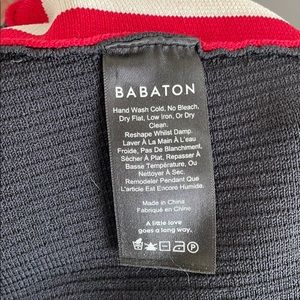 BABATON
Hand Wash Cold, No Bleach,
Dry Flat, Low Iron, Or Dry
Clean.
Reshape Whilst Damp.
Laver À La Main À L'eau
Froide, Pas De Blanchiment,
Sécher À Plat, Repasser À
Basse Température, Ou
Nettoyer À Sec.
Remodeler Pendant Que
L'article Est Encore Humide.
Made in China
Fabriqué en Chine
A little love
goes a long way.